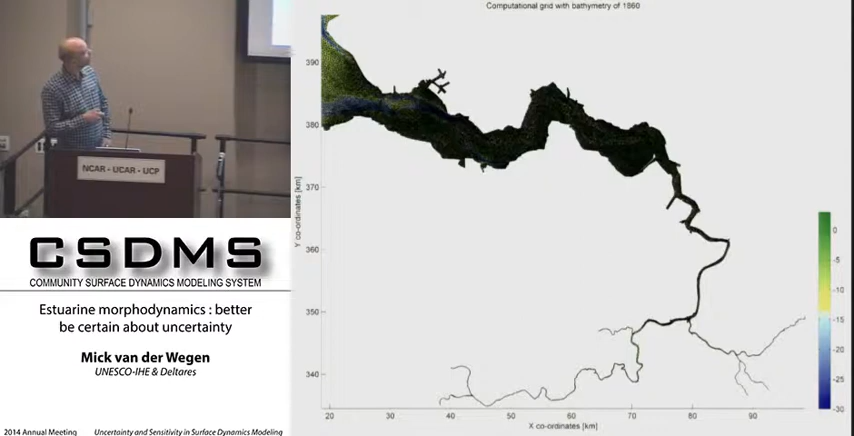 Computational grid with bathymetry of 1860
NCAR - UCAR - UCP
CSDMS
COMMUNITY SURFACE DYNAMICS MODELING SYSTEM
Estuarine morphodynamics : better
be certain about uncertainty
Mick van der Wegen
UNESCO-IHE & Deltares
2014 Annual Meeting Uncertainty and Sensitivity in Surface Dynamics Modeling
Y co-ordinates [km]
390
380
370
360
350
340
20 30 40 50 60 70 80 90
X co-ordinates [km]
0
-5
-10
-15
-20
-25
-30